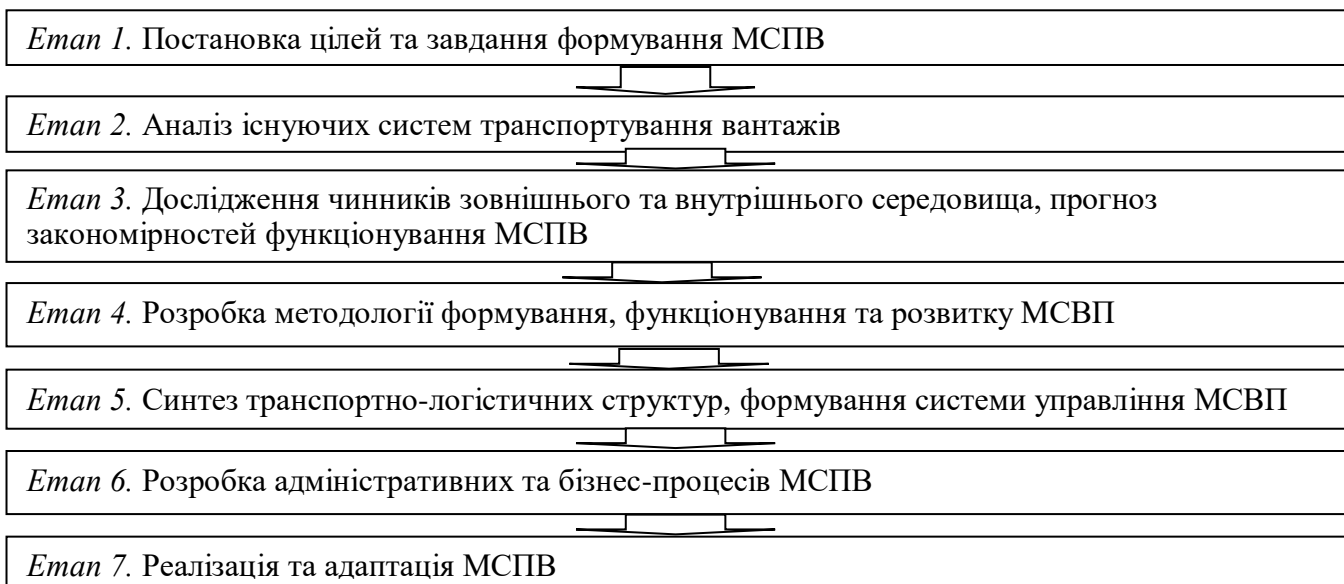 Етап 1. Постановка цілей та завдання формування МСПВ
Етап 2. Аналіз існуючих систем транспортування вантажів
Етап 3. Дослідження чинників зовнішнього та внутрішнього середовища, прогноз
закономірностей функціонування МСПВ
Етап 4. Розробка методології формування, функціонування та розвитку МСВП
Етап 5. Синтез транспортно-логістичних структур, формування системи управління МСВП
Етап 6. Розробка адміністративних та бізнес-процесів МСПВ
Етап 7. Реалізація та адаптація МСПВ